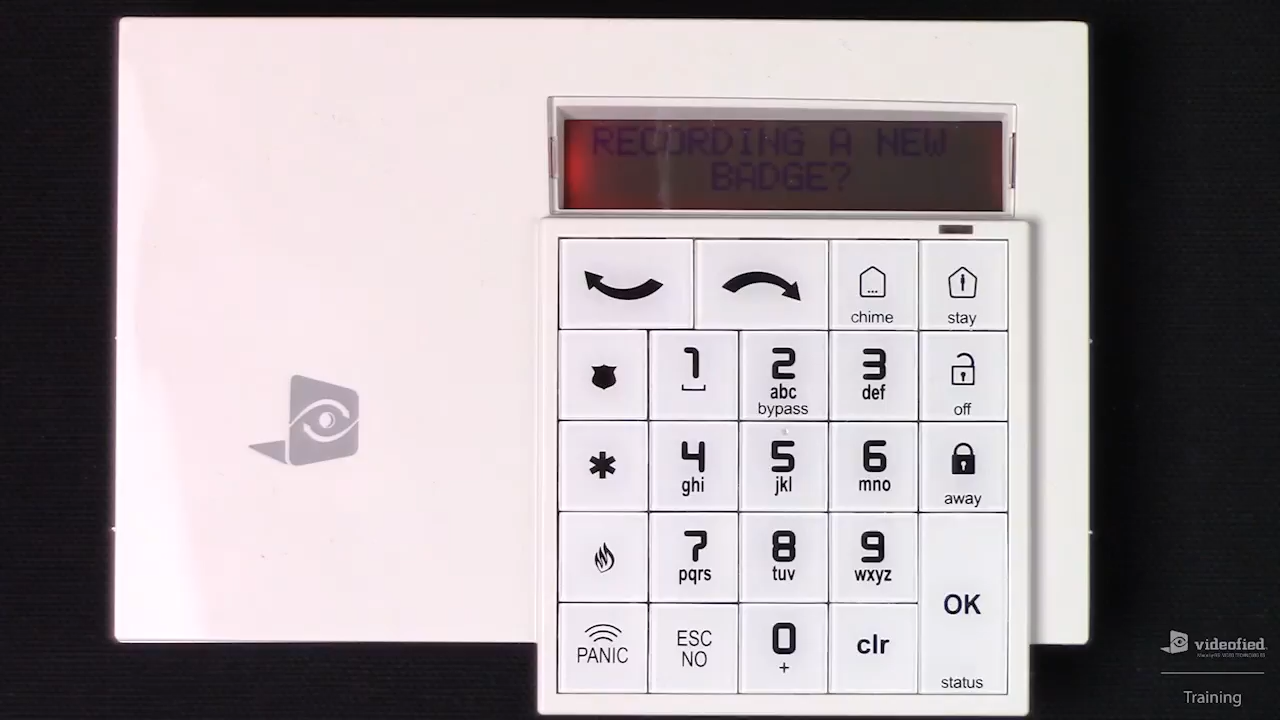 RECORDING A NEW
BADGE?
chime
stay
1
2
abc
bypass
3
def
off
4
ghi
5
jkl
6
mno
away
7
pqrs
8
tuv
9
wxyz
OK
status
PANIC
ESC
NO
0
+
clr
videofied
Training